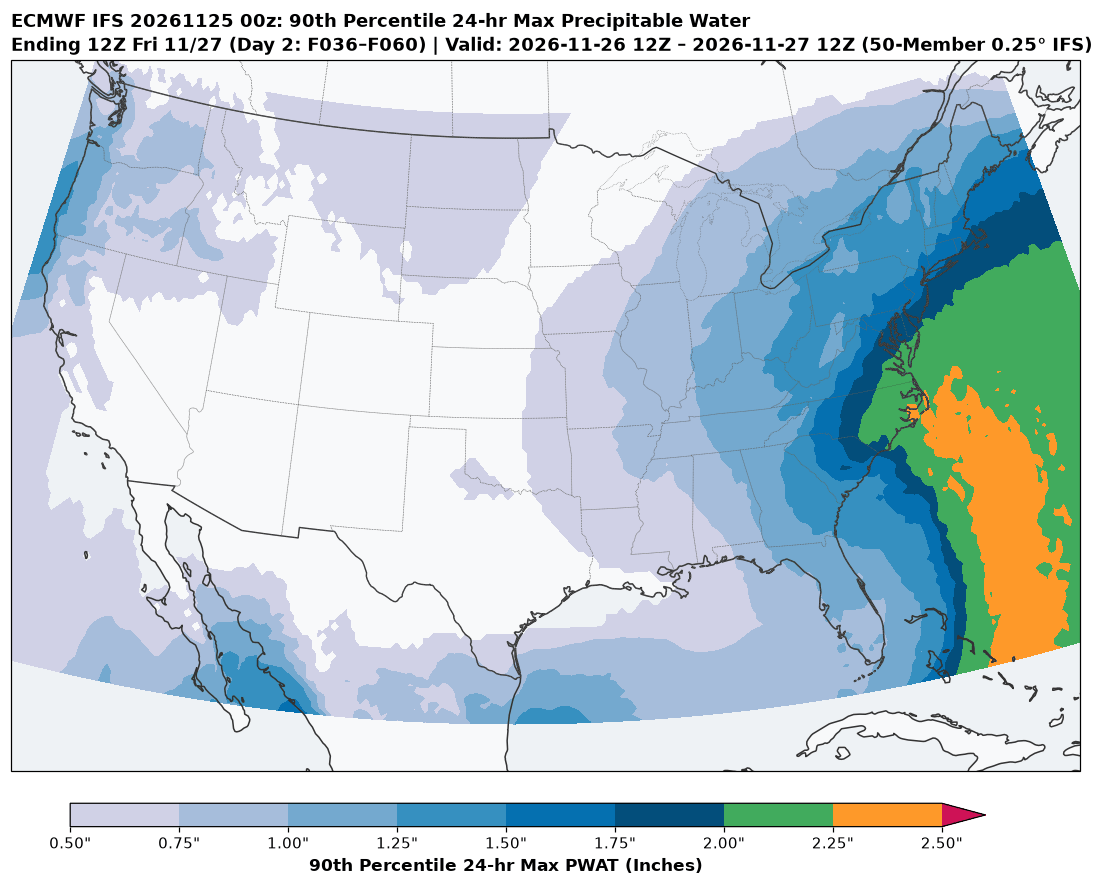 ECMWF IFS 20261125 00z: 90th Percentile 24-hr Max Precipitable Water
Ending 12Z Fri 11/27 (Day 2: F036–F060) | Valid: 2026-11-26 12Z – 2026-11-27 12Z (50-Member 0.25° IFS)
0.50" 0.75" 1.00" 1.25" 1.50" 1.75" 2.00" 2.25" 2.50"
90th Percentile 24-hr Max PWAT (Inches)